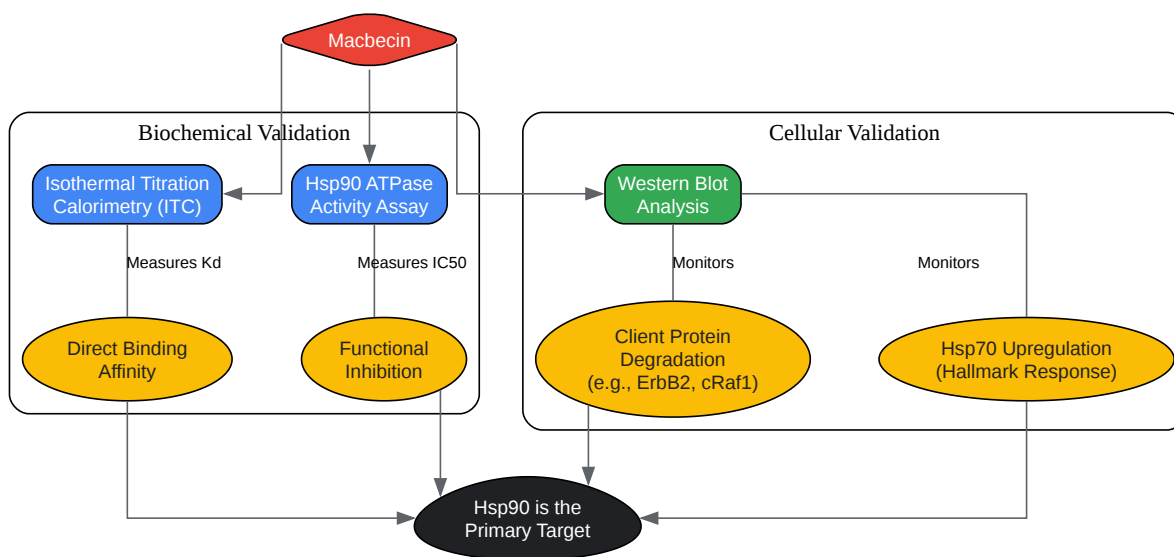 Macbecin
Biochemical Validation
Cellular Validation
Isothermal Titration
Calorimetry (ITC)
Hsp90 ATPase
Activity Assay
Western Blot
Analysis
Measures Kd
Measures IC50
Monitors
Monitors
Direct Binding
Affinity
Functional
Inhibition
Client Protein
Degradation
(e.g., ErbB2, cRaf1)
Hsp70 Upregulation
(Hallmark Response)
Hsp90 is the
Primary Target